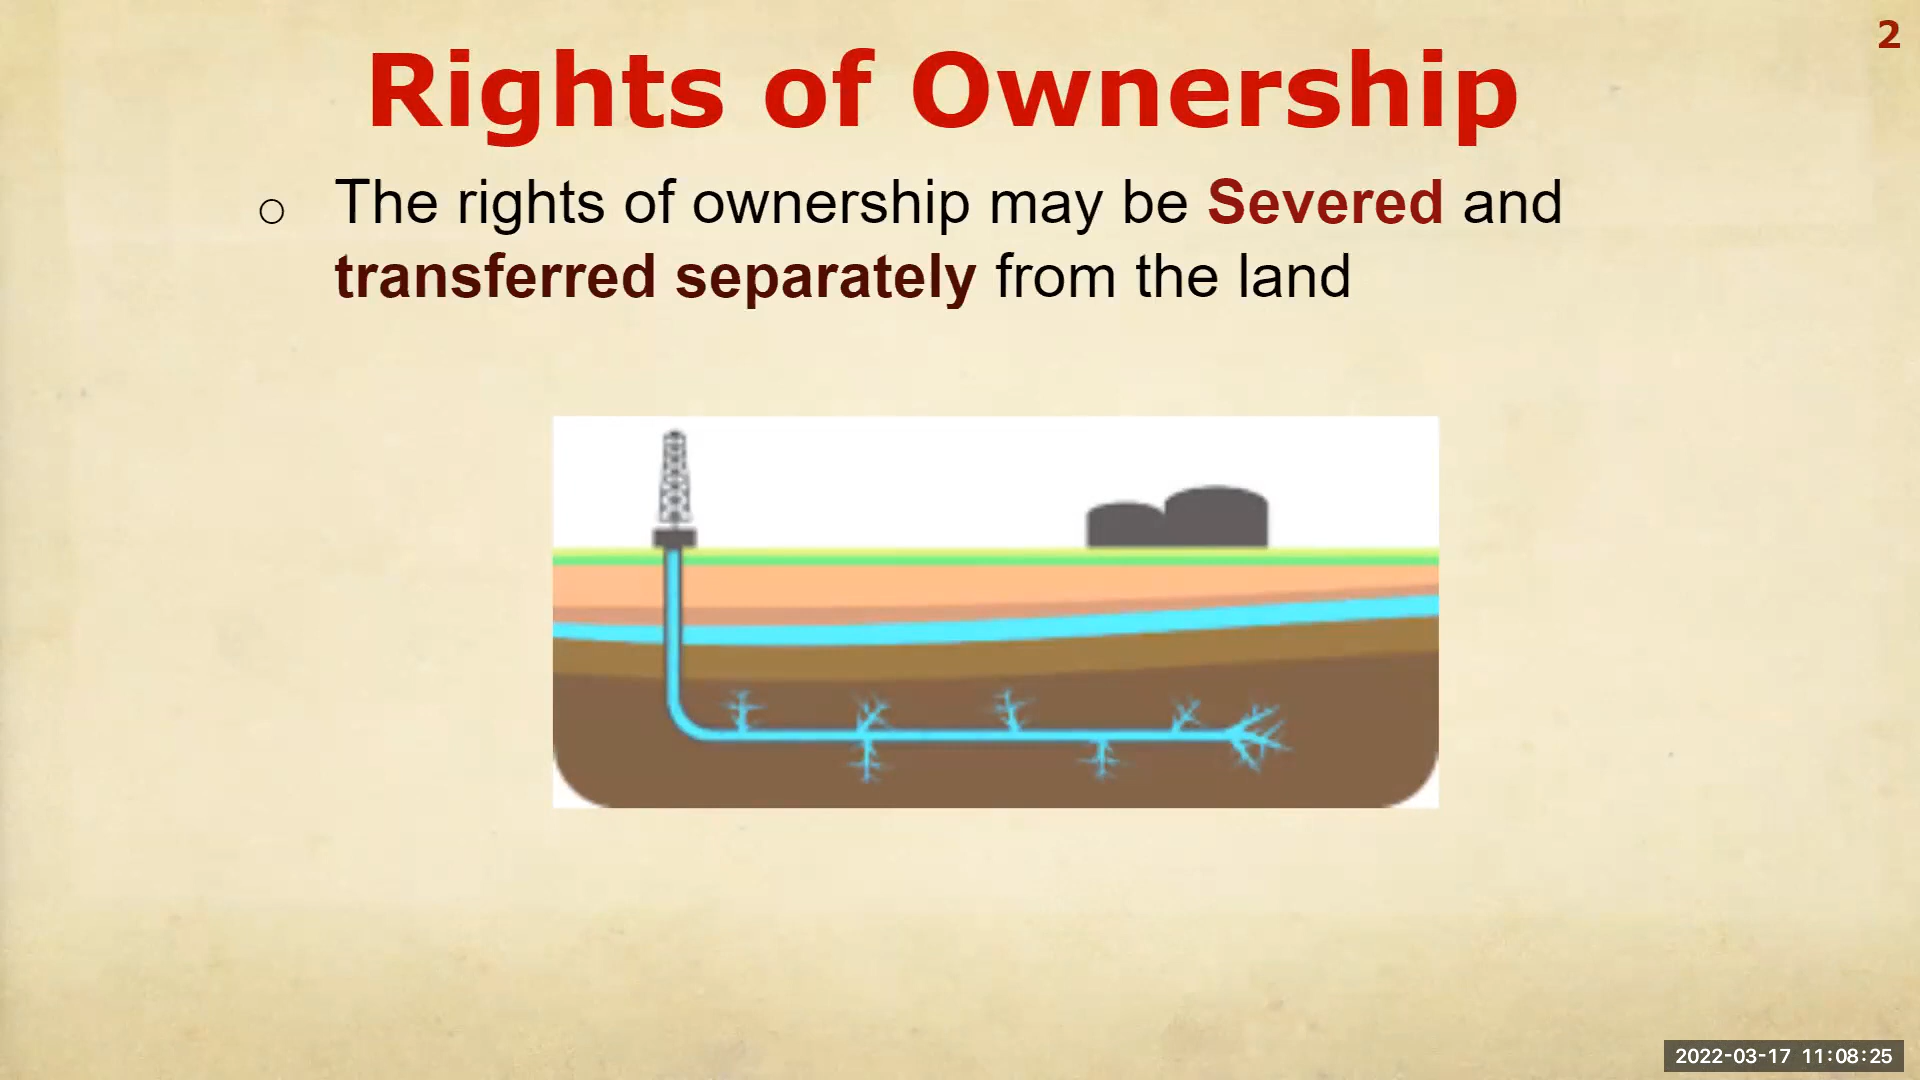 2
Rights of Ownership
○ The rights of ownership may be Severed and
transferred separately from the land
2022-03-17 11:08:25